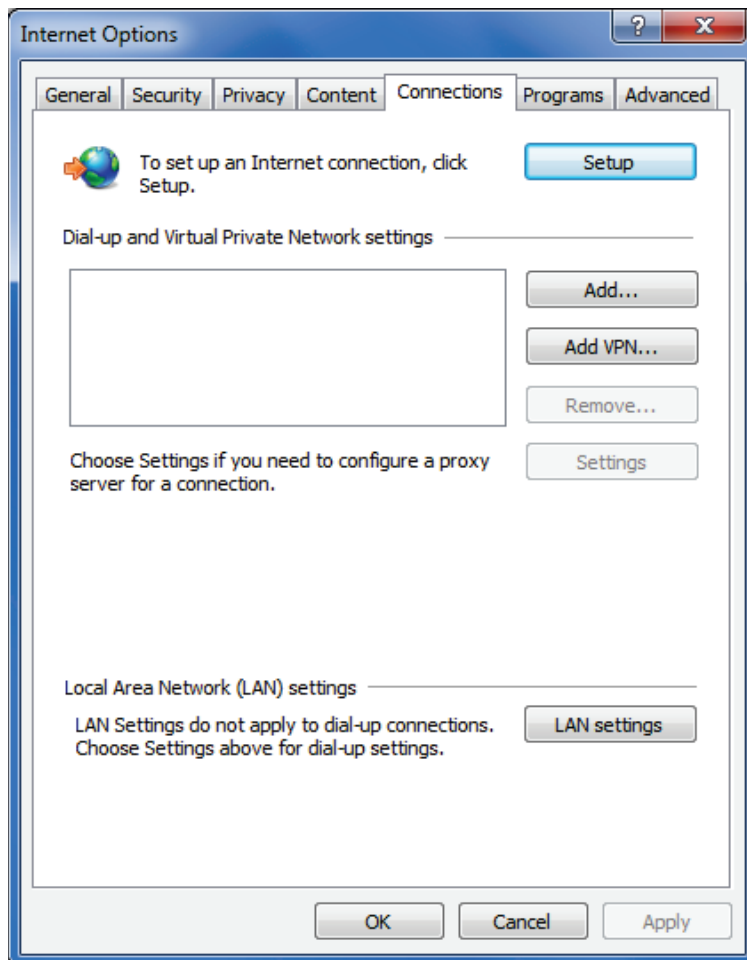 Internet Options
General Security Privacy Content Connections Programs Advanced
To set up an Internet connection, click
Setup.
Setup
Dial-up and Virtual Private Network settings
Add...
Add VPN...
Remove...
Choose Settings if you need to configure a proxy
server for a connection.
Settings
Local Area Network (LAN) settings
LAN Settings do not apply to dial-up connections.
Choose Settings above for dial-up settings.
LAN settings
OK Cancel Apply